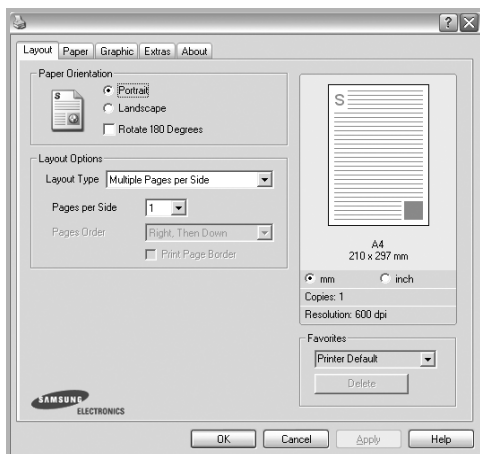 Layout Paper Graphic Extras About
Paper Orientation
S
Portrait
Landscape
Rotate 180 Degrees
Layout Options
Layout Type Multiple Pages per Side
Pages per Side 1
Pages Order Right, Then Down
Print Page Border
SAMSUNG
ELECTRONICS
S
A4
210 x 297 mm
mm inch
Copies: 1
Resolution: 600 dpi
Favorites
Printer Default
Delete
OK Cancel Apply Help